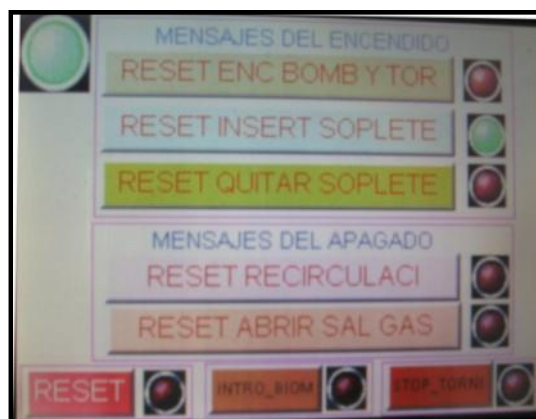 MENSAJES DEL ENCENDIDO
RESET ENC BOMB Y TOR
RESET INSERT SOPLETE
RESET QUITAR SOPLETE
MENSAJES DEL APAGADO
RESET RECIRCULACI
RESET ABRIR SAL GAS
RESET INTRO_BIOM STOP_TORNI